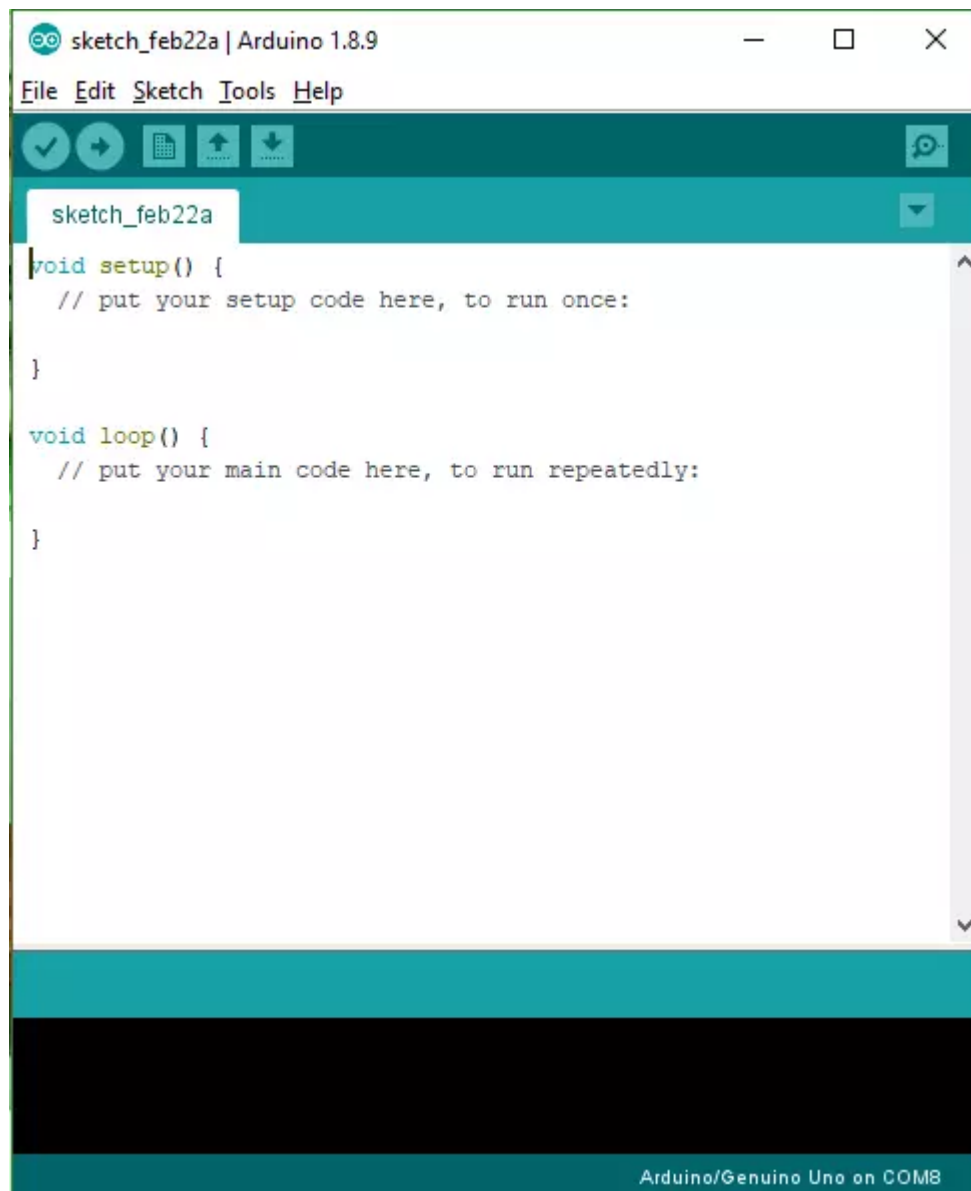 sketch_feb22a | Arduino 1.8.9
File Edit Sketch Tools Help
sketch_feb22a
void setup() {
  // put your setup code here, to run once:
}
void loop() {
  // put your main code here, to run repeatedly:
}
Arduino/Genuino Uno on COM8